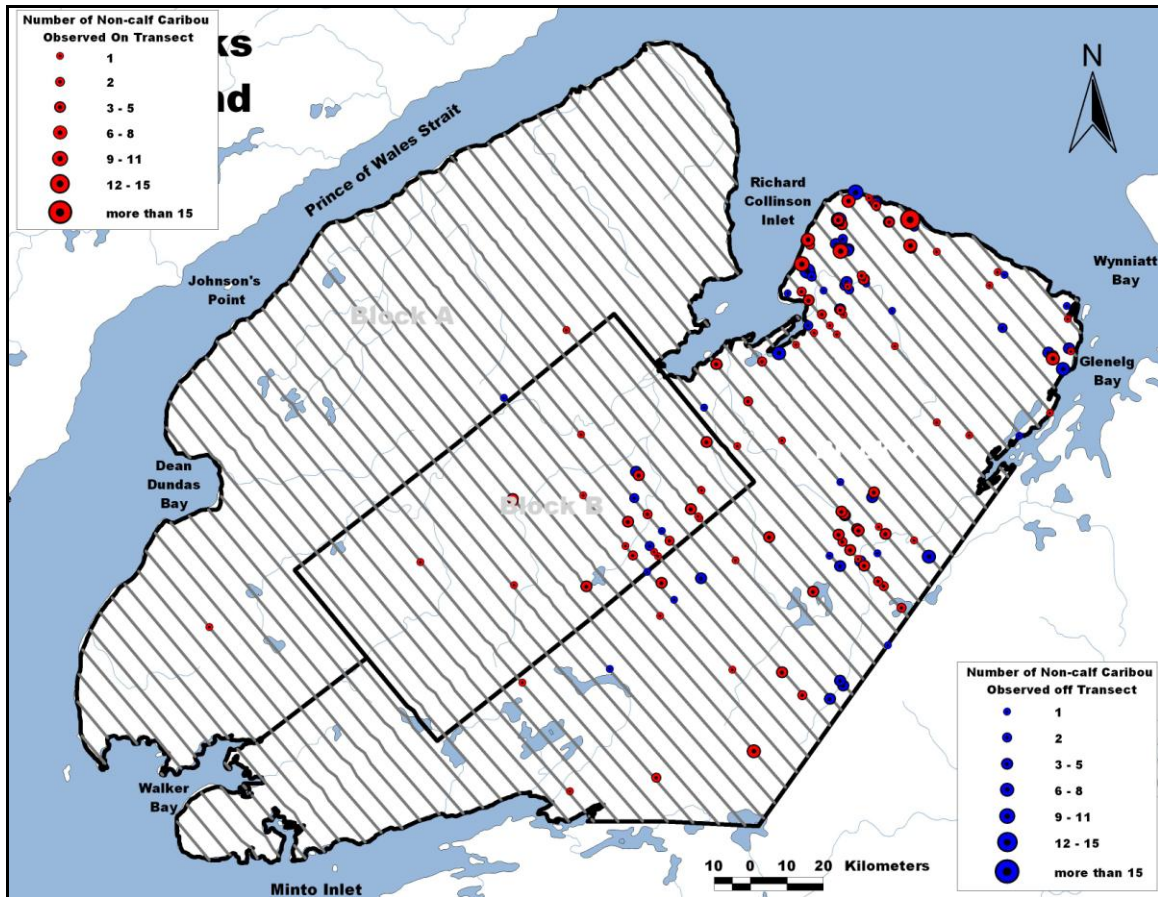 Number of Non-calf Caribou
Observed On Transect
1
2
3 - 5
6 - 8
9 - 11
12 - 15
more than 15
ks
nd
Prince of Wales Strait
N
Richard
Collinson
Inlet
Wynniatt
Bay
Johnson's
Point
Block A
Glenelg
Bay
Dean
Dundas
Bay
Block B
Number of Non-calf Caribou
Observed off Transect
1
2
3 - 5
6 - 8
9 - 11
12 - 15
more than 15
Walker
Bay
10 0 10 20 Kilometers
Minto Inlet